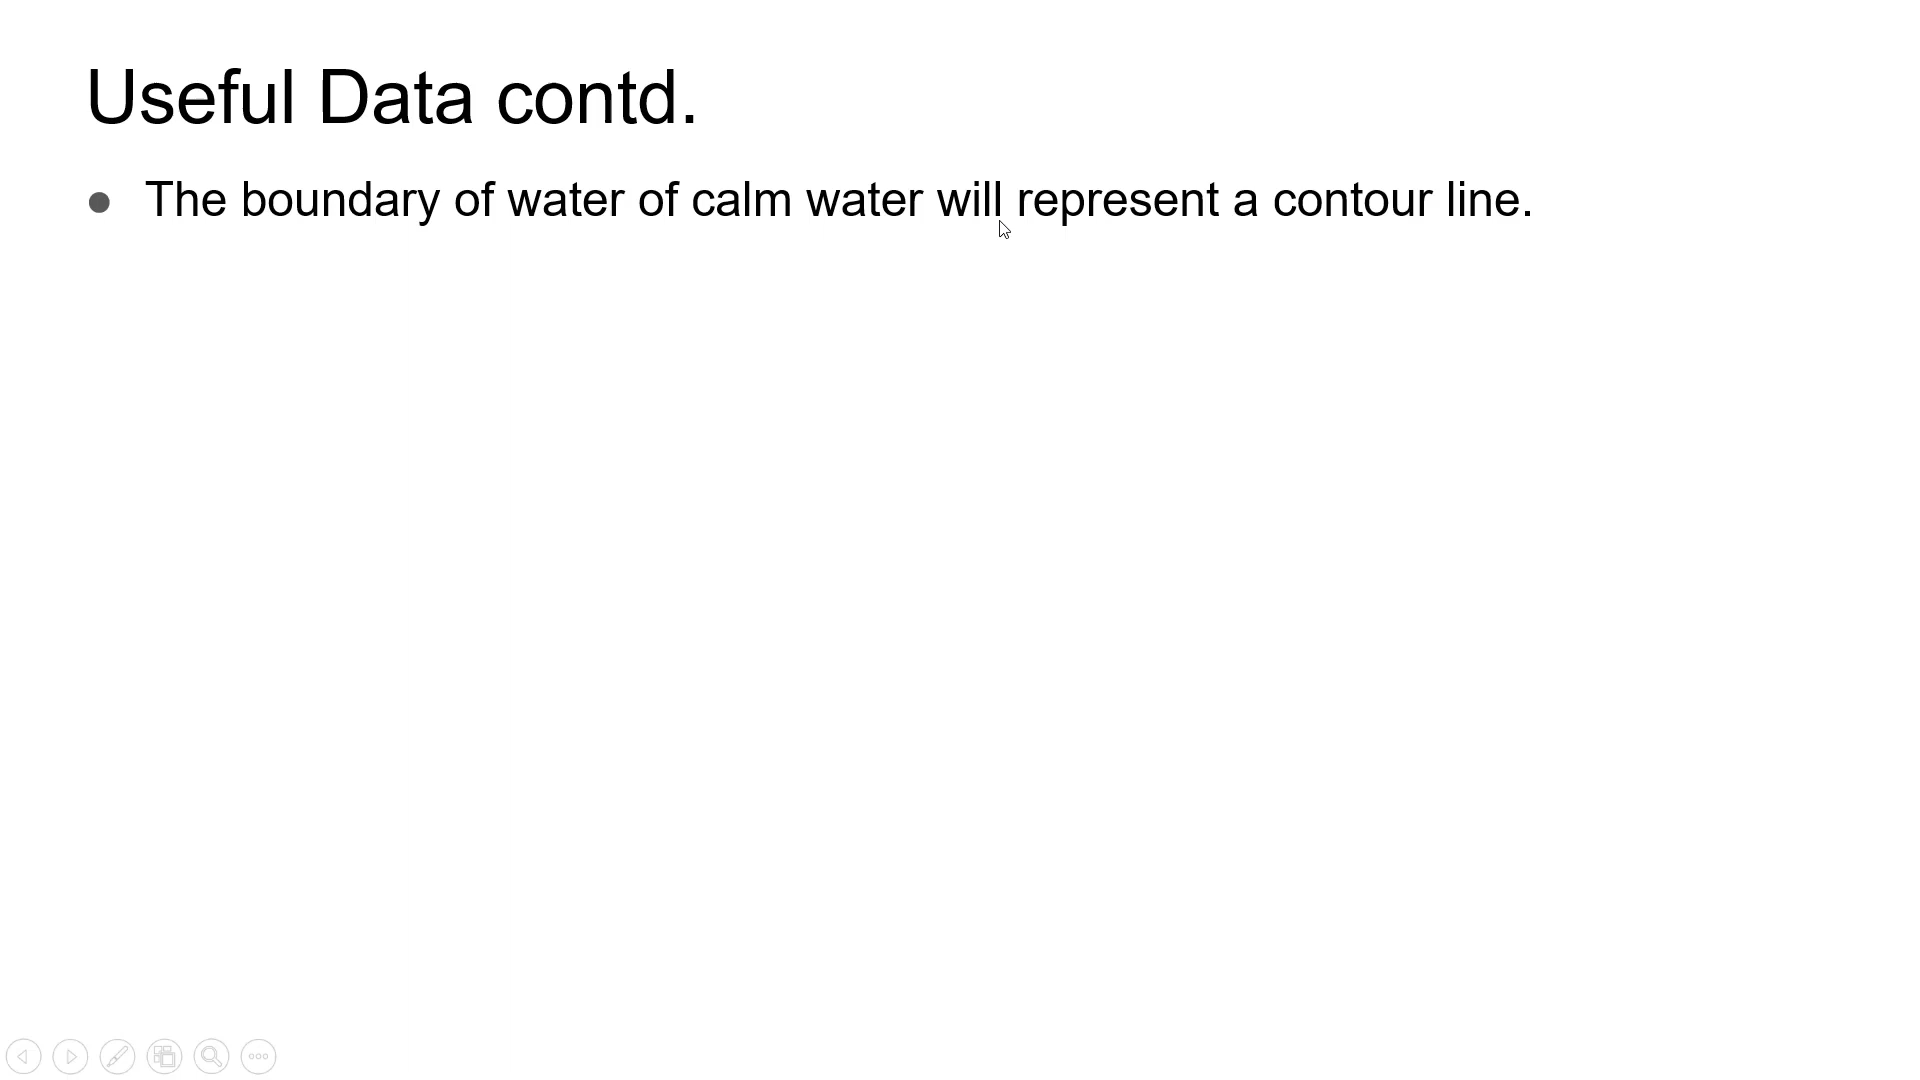 Useful Data contd.
● The boundary of water of calm water will represent a contour line.